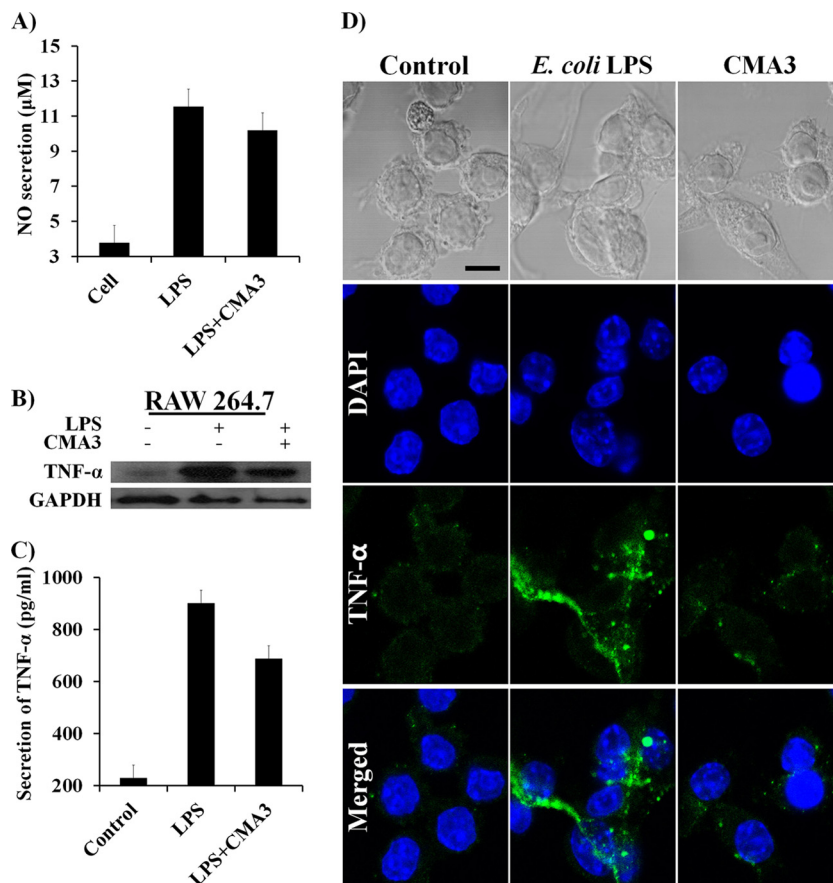 A)
15
13
11
9
7
5
3
NO secretion (µM)
Cell
LPS
LPS+CMA3
B)
RAW 264.7
LPS - + +
CMA3 - - +
TNF-α
GAPDH
C)
1000
800
600
400
200
Secretion of TNF-α (pg/ml)
Control
LPS
LPS+CMA3
D)
Control
E. coli LPS
CMA3
DAPI
TNF-α
Merged